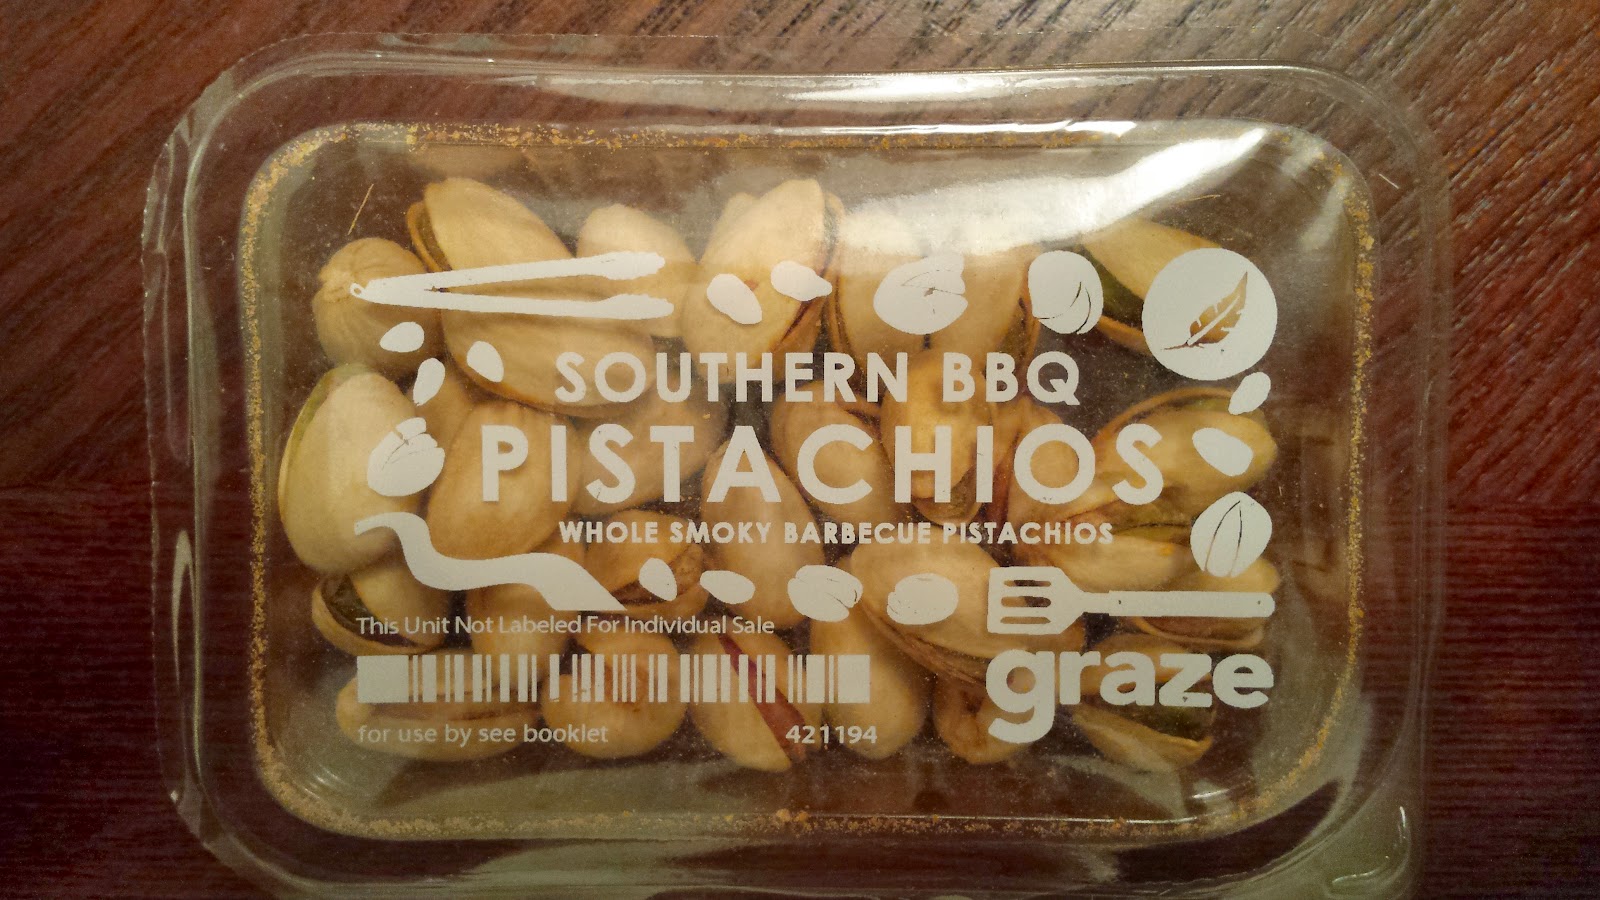 SOUTHERN BBQ
PISTACHIOS
WHOLE SMOKY BARBECUE PISTACHIOS
This Unit Not Labeled For Individual Sale
graze
for use by see booklet 421194